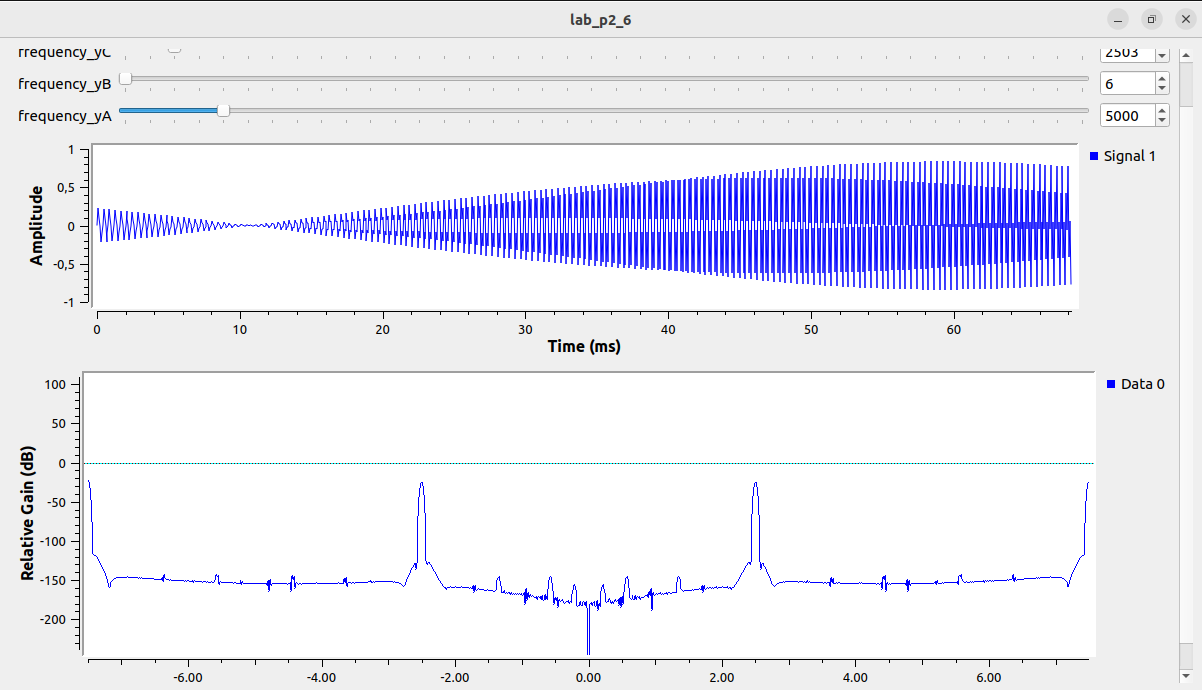 lab_p2_6
frequency_yC 2503
frequency_yB 6
frequency_yA 5000
Signal 1
1
0,5
0
-0,5
-1
Amplitude
0 10 20 30 40 50 60
Time (ms)
Data 0
100
50
0
-50
-100
-150
-200
Relative Gain (dB)
-6.00 -4.00 -2.00 0.00 2.00 4.00 6.00